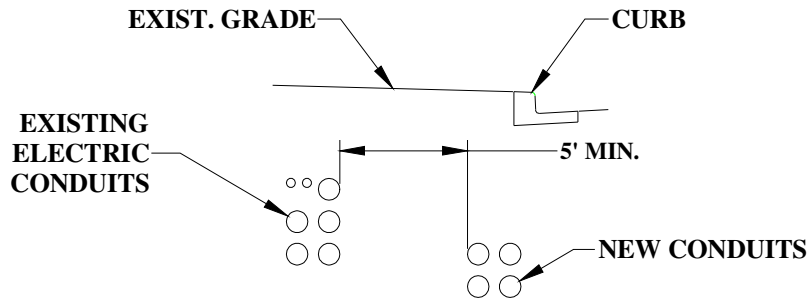 EXIST. GRADE
CURB
EXISTING
ELECTRIC
CONDUITS
5' MIN.
NEW CONDUITS